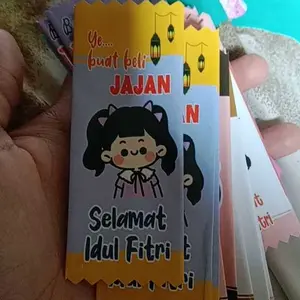 Ye...
buat beli
JAJAN
Selamat
Idul Fitri